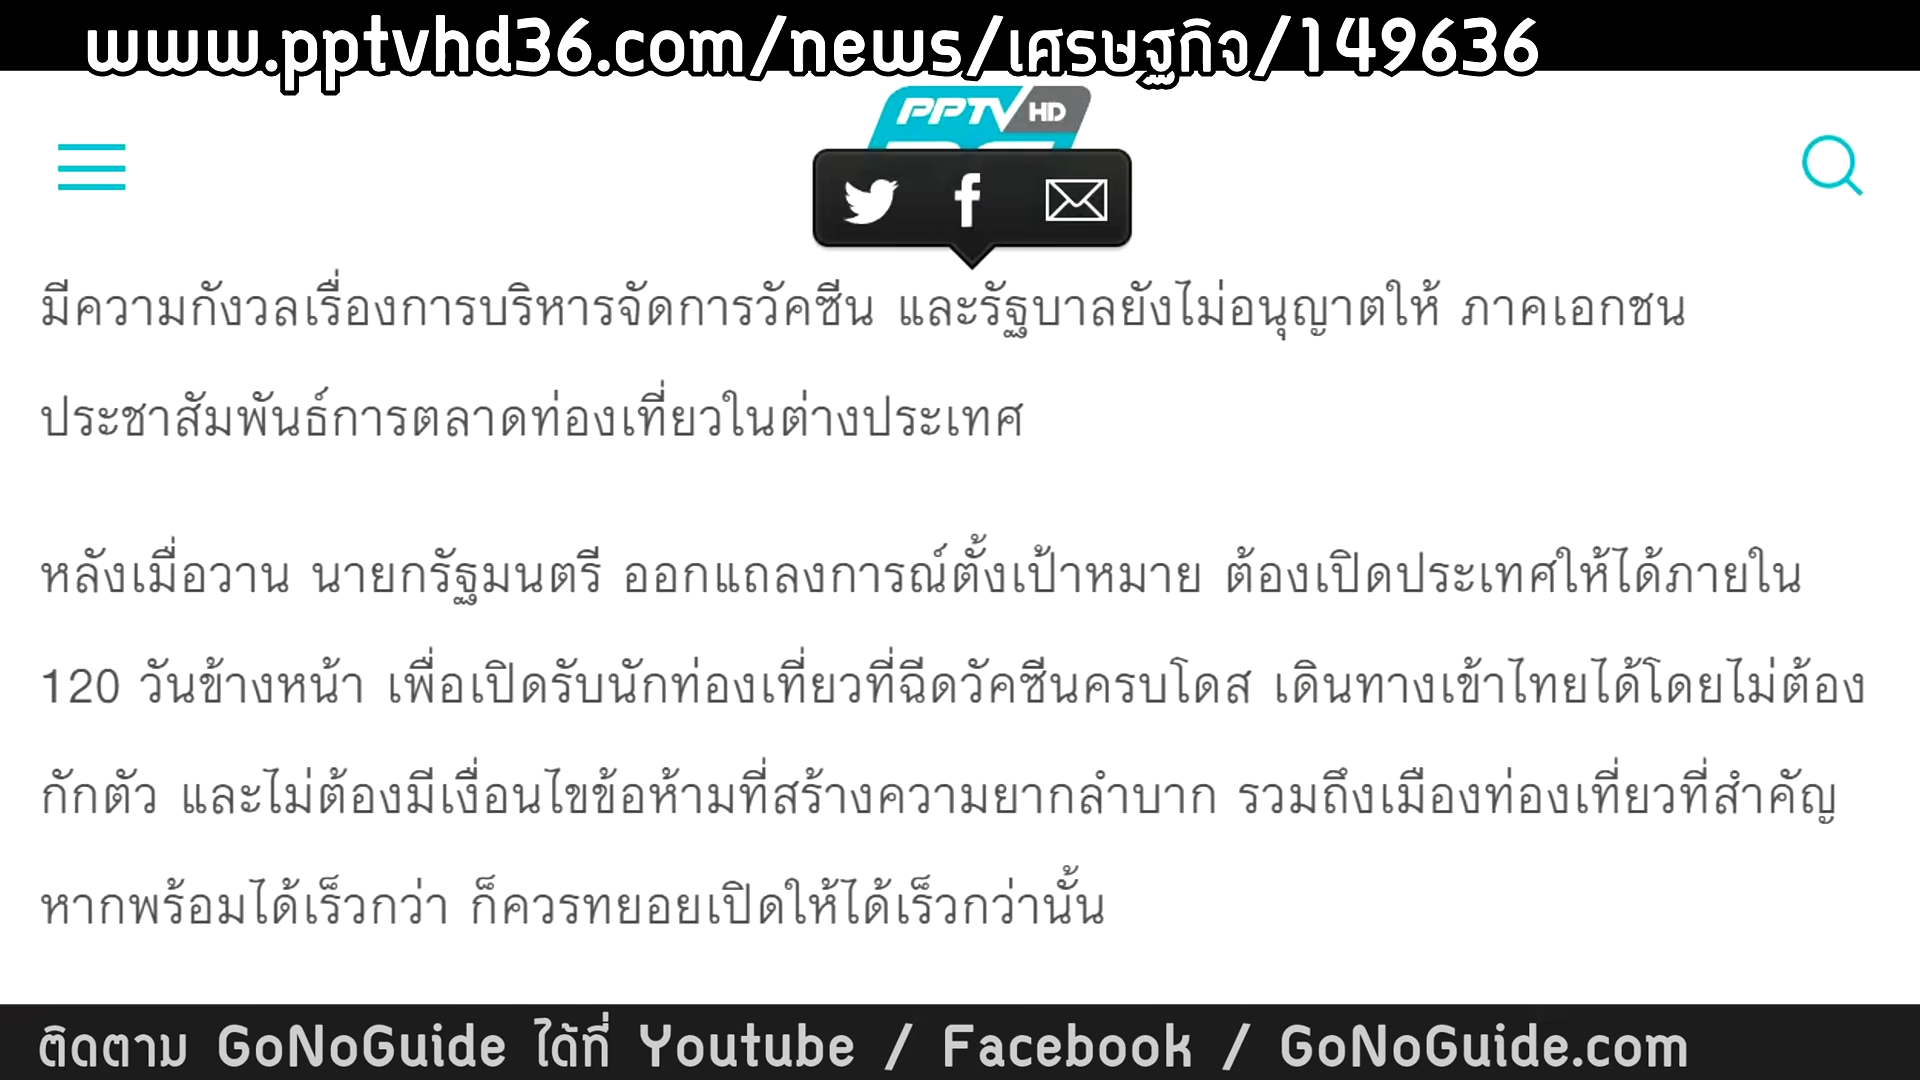 www.pptvhd36.com/news/เศรษฐกิจ/149636
PPTV HD
มีความกังวลเรื่องการบริหารจัดการวัคซีน และรัฐบาลยังไม่อนุญาตให้ ภาคเอกชน
ประชาสัมพันธ์การตลาดท่องเที่ยวในต่างประเทศ
หลังเมื่อวาน นายกรัฐมนตรี ออกแถลงการณ์ตั้งเป้าหมาย ต้องเปิดประเทศให้ได้ภายใน
120 วันข้างหน้า เพื่อเปิดรับนักท่องเที่ยวที่ฉีดวัคซีนครบโดส เดินทางเข้าไทยได้โดยไม่ต้อง
กักตัว และไม่ต้องมีเงื่อนไขข้อห้ามที่สร้างความยากลำบาก รวมถึงเมืองท่องเที่ยวที่สำคัญ
หากพร้อมได้เร็วกว่า ก็ควรทยอยเปิดให้ได้เร็วกว่านั้น
ติดตาม GoNoGuide ได้ที่ Youtube / Facebook / GoNoGuide.com